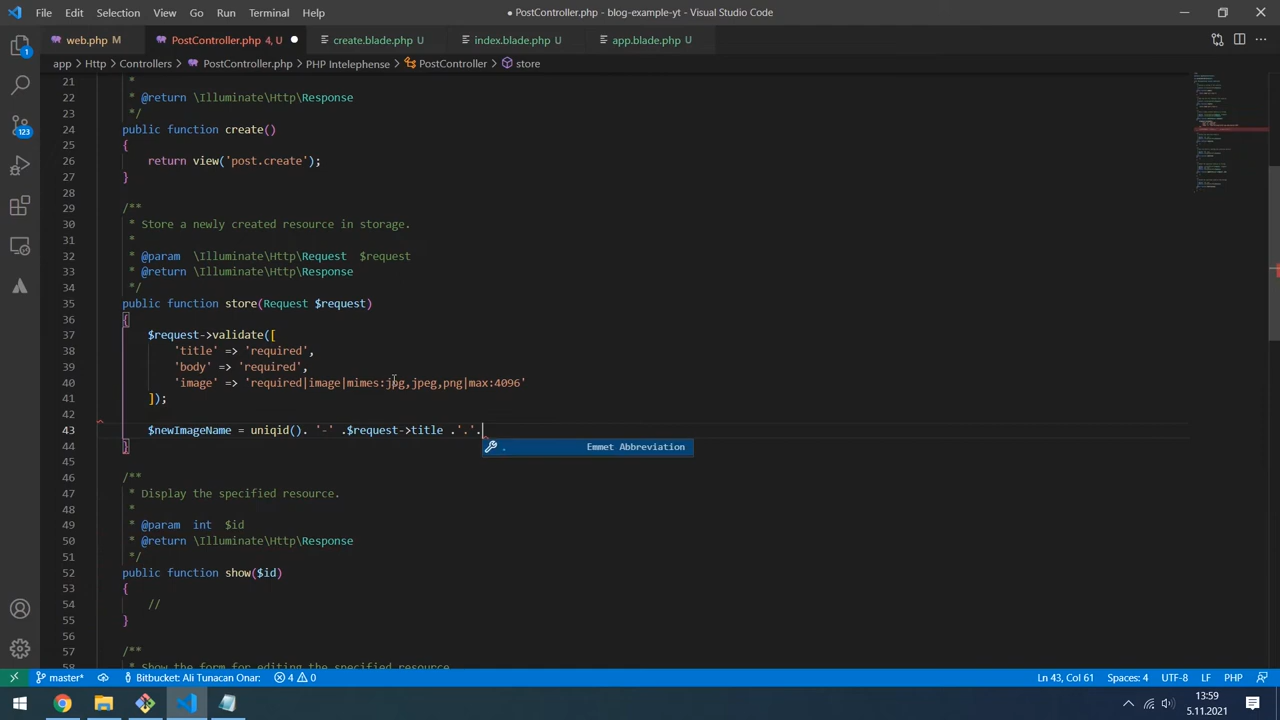 File Edit Selection View Go Run Terminal Help
● PostController.php - blog-example-yt - Visual Studio Code
web.php M
PostController.php 4, U ●
create.blade.php U
index.blade.php U
app.blade.php U
app > Http > Controllers > PostController.php > PHP Intelephense > PostController > store
1
123
21 *
22 * @return \Illuminate\Http\Response
23 */
24 public function create()
25 {
26 return view('post.create');
27 }
28
29 /**
30 * Store a newly created resource in storage.
31 *
32 * @param \Illuminate\Http\Request $request
33 * @return \Illuminate\Http\Response
34 */
35 public function store(Request $request)
36 {
37 $request->validate([
38 'title' => 'required',
39 'body' => 'required',
40 'image' => 'required|image|mimes:jpg,jpeg,png|max:4096'
41 ]);
42
43 $newImageName = uniqid(). '-' .$request->title .'.'.
. Emmet Abbreviation
44 }
45
46 /**
47 * Display the specified resource.
48 *
49 * @param int $id
50 * @return \Illuminate\Http\Response
51 */
52 public function show($id)
53 {
54 //
55 }
56
57 /**
58 * Show the form for editing the specified resource
master* Bitbucket: Ali Tunacan Onar: 4 0 Ln 43, Col 61 Spaces: 4 UTF-8 LF PHP
13:59
5.11.2021